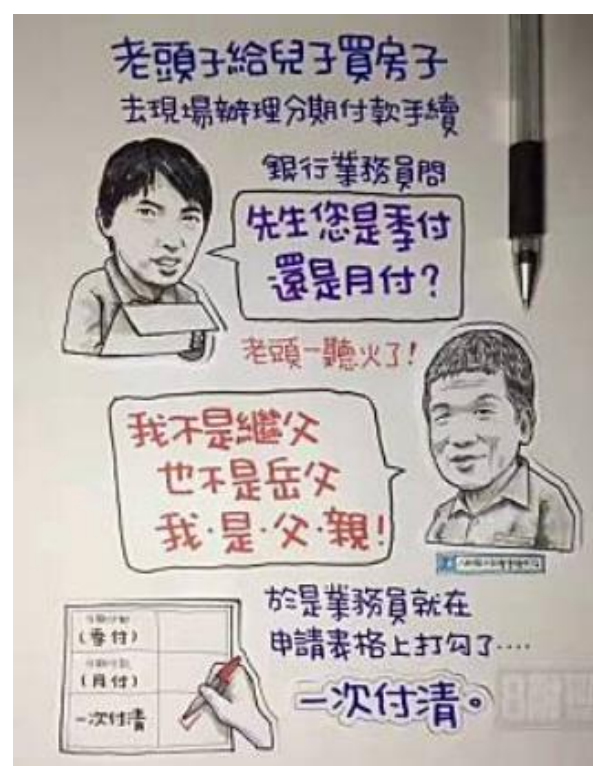 老頭子給兒子買房子
去現場辦理分期付款手續
銀行業務員問
先生您是季付
還是月付？
老頭一聽火了！
我不是繼父
也不是岳父
我·是·父·親！
於是業務員就在
申請表格上打勾了····
一次付清。
(季付)
(月付)
一次付清